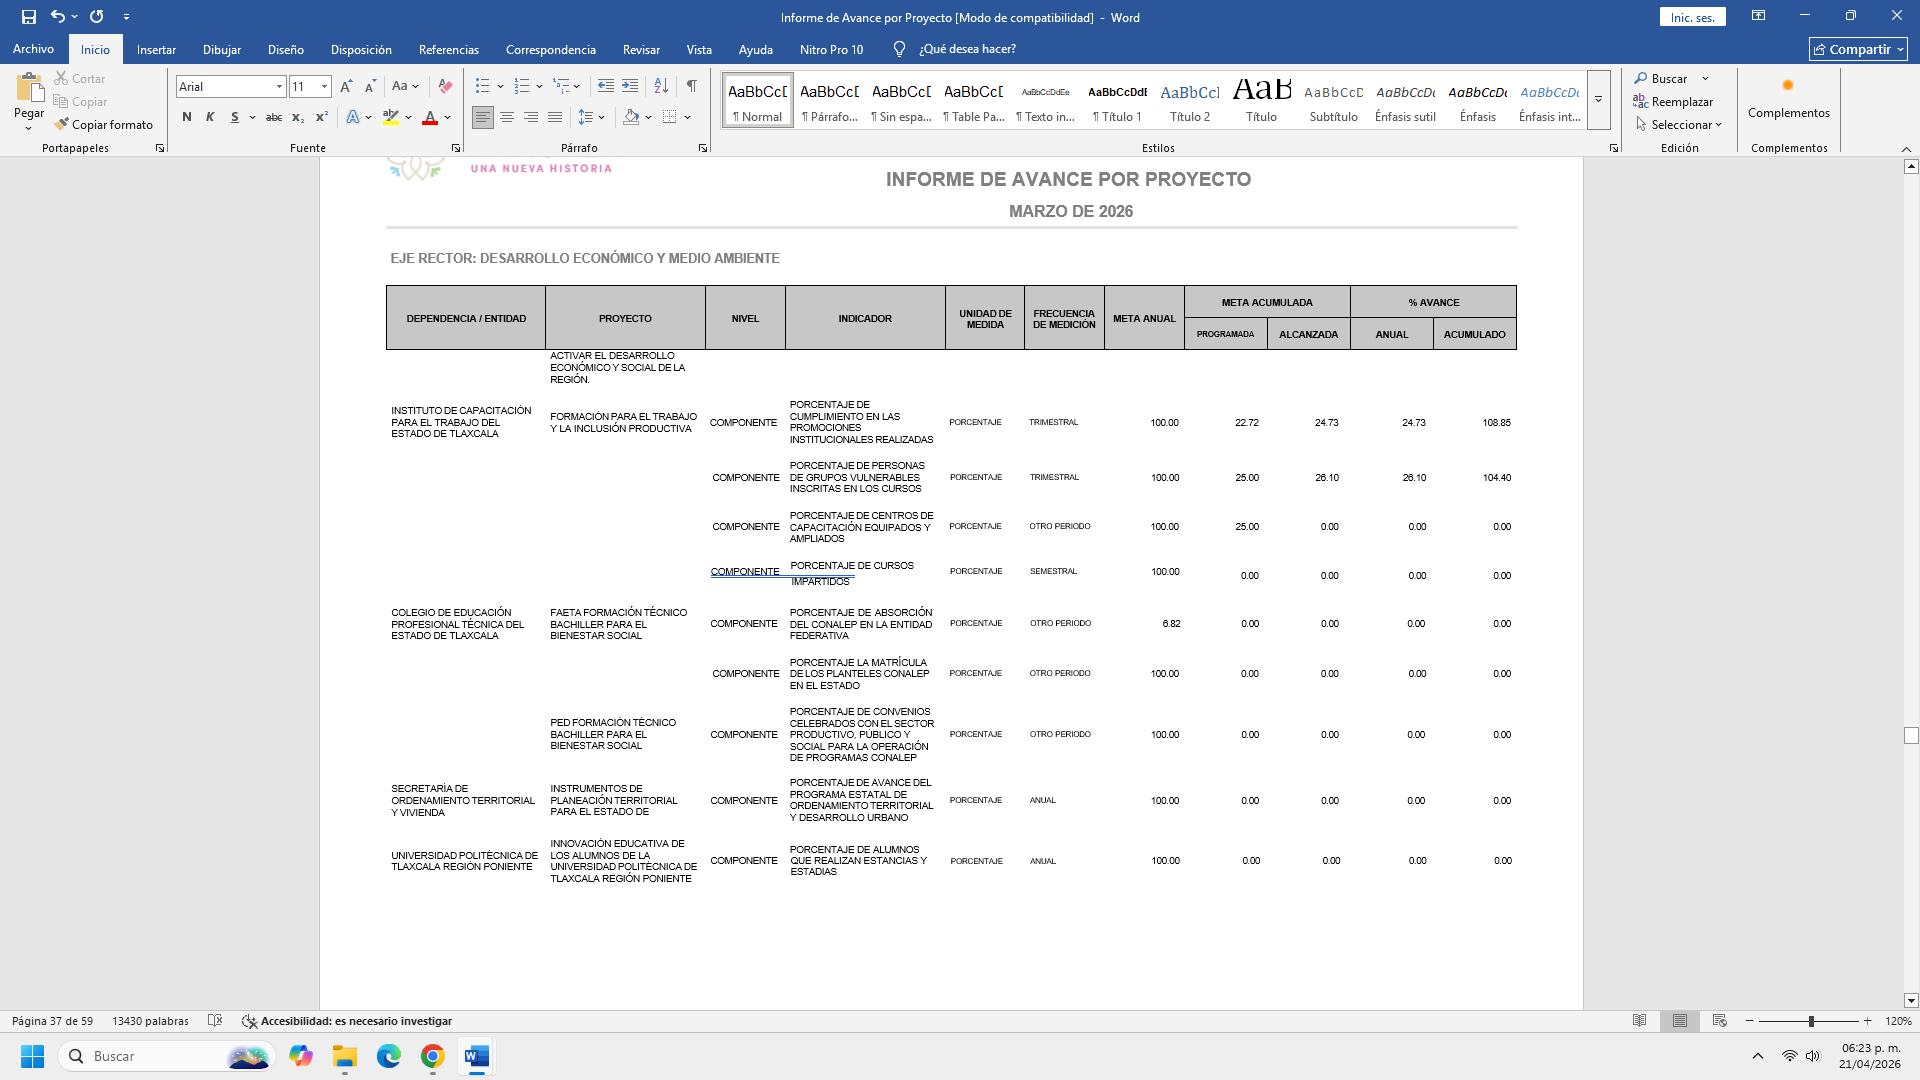 Informe de Avance por Proyecto [Modo de compatibilidad] - Word
Inic. ses.
Archivo Inicio Insertar Dibujar Diseño Disposición Referencias Correspondencia Revisar Vista Ayuda Nitro Pro 10 ¿Qué desea hacer? Compartir
Pegar
Cortar
Copiar
Copiar formato
Portapapeles
Arial 11
Fuente
Párrafo
AaBbCcD ¶ Normal
¶ Párrafo...
¶ Sin espa...
¶ Table Pa...
AaBbCcDdEe ¶ Texto in...
¶ Título 1
Título 2
AaB Título
Subtítulo
Énfasis sutil
Énfasis
Énfasis int...
Estilos
Buscar
Reemplazar
Seleccionar
Edición
Complementos
Complementos
UNA NUEVA HISTORIA
INFORME DE AVANCE POR PROYECTO
MARZO DE 2026
EJE RECTOR: DESARROLLO ECONÓMICO Y MEDIO AMBIENTE
DEPENDENCIA / ENTIDAD PROYECTO NIVEL INDICADOR UNIDAD DE MEDIDA FRECUENCIA DE MEDICIÓN META ANUAL META ACUMULADA % AVANCE
PROGRAMADA ALCANZADA ANUAL ACUMULADO
ACTIVAR EL DESARROLLO
ECONÓMICO Y SOCIAL DE LA
REGIÓN.
INSTITUTO DE CAPACITACIÓN
PARA EL TRABAJO DEL
ESTADO DE TLAXCALA
FORMACIÓN PARA EL TRABAJO
Y LA INCLUSIÓN PRODUCTIVA
COMPONENTE
PORCENTAJE DE
CUMPLIMIENTO EN LAS
PROMOCIONES
INSTITUCIONALES REALIZADAS
PORCENTAJE TRIMESTRAL 100.00 22.72 24.73 24.73 108.85
COMPONENTE
PORCENTAJE DE PERSONAS
DE GRUPOS VULNERABLES
INSCRITAS EN LOS CURSOS
PORCENTAJE TRIMESTRAL 100.00 25.00 26.10 26.10 104.40
COMPONENTE
PORCENTAJE DE CENTROS DE
CAPACITACIÓN EQUIPADOS Y
AMPLIADOS
PORCENTAJE OTRO PERIODO 100.00 25.00 0.00 0.00 0.00
COMPONENTE
PORCENTAJE DE CURSOS
IMPARTIDOS
PORCENTAJE SEMESTRAL 100.00 0.00 0.00 0.00 0.00
COLEGIO DE EDUCACIÓN
PROFESIONAL TÉCNICA DEL
ESTADO DE TLAXCALA
FAETA FORMACIÓN TÉCNICO
BACHILLER PARA EL
BIENESTAR SOCIAL
COMPONENTE
PORCENTAJE DE ABSORCIÓN
DEL CONALEP EN LA ENTIDAD
FEDERATIVA
PORCENTAJE OTRO PERIODO 6.82 0.00 0.00 0.00 0.00
COMPONENTE
PORCENTAJE LA MATRÍCULA
DE LOS PLANTELES CONALEP
EN EL ESTADO
PORCENTAJE OTRO PERIODO 100.00 0.00 0.00 0.00 0.00
PED FORMACIÓN TÉCNICO
BACHILLER PARA EL
BIENESTAR SOCIAL
COMPONENTE
PORCENTAJE DE CONVENIOS
CELEBRADOS CON EL SECTOR
PRODUCTIVO, PÚBLICO Y
SOCIAL PARA LA OPERACIÓN
DE PROGRAMAS CONALEP
PORCENTAJE OTRO PERIODO 100.00 0.00 0.00 0.00 0.00
SECRETARÍA DE
ORDENAMIENTO TERRITORIAL
Y VIVIENDA
INSTRUMENTOS DE
PLANEACIÓN TERRITORIAL
PARA EL ESTADO DE
COMPONENTE
PORCENTAJE DE AVANCE DEL
PROGRAMA ESTATAL DE
ORDENAMIENTO TERRITORIAL
Y DESARROLLO URBANO
PORCENTAJE ANUAL 100.00 0.00 0.00 0.00 0.00
UNIVERSIDAD POLITÉCNICA DE
TLAXCALA REGIÓN PONIENTE
INNOVACIÓN EDUCATIVA DE
LOS ALUMNOS DE LA
UNIVERSIDAD POLITÉCNICA DE
TLAXCALA REGIÓN PONIENTE
COMPONENTE
PORCENTAJE DE ALUMNOS
QUE REALIZAN ESTANCIAS Y
ESTADIAS
PORCENTAJE ANUAL 100.00 0.00 0.00 0.00 0.00
Página 37 de 59 13430 palabras Accesibilidad: es necesario investigar 120%
Buscar
06:23 p. m.
21/04/2026